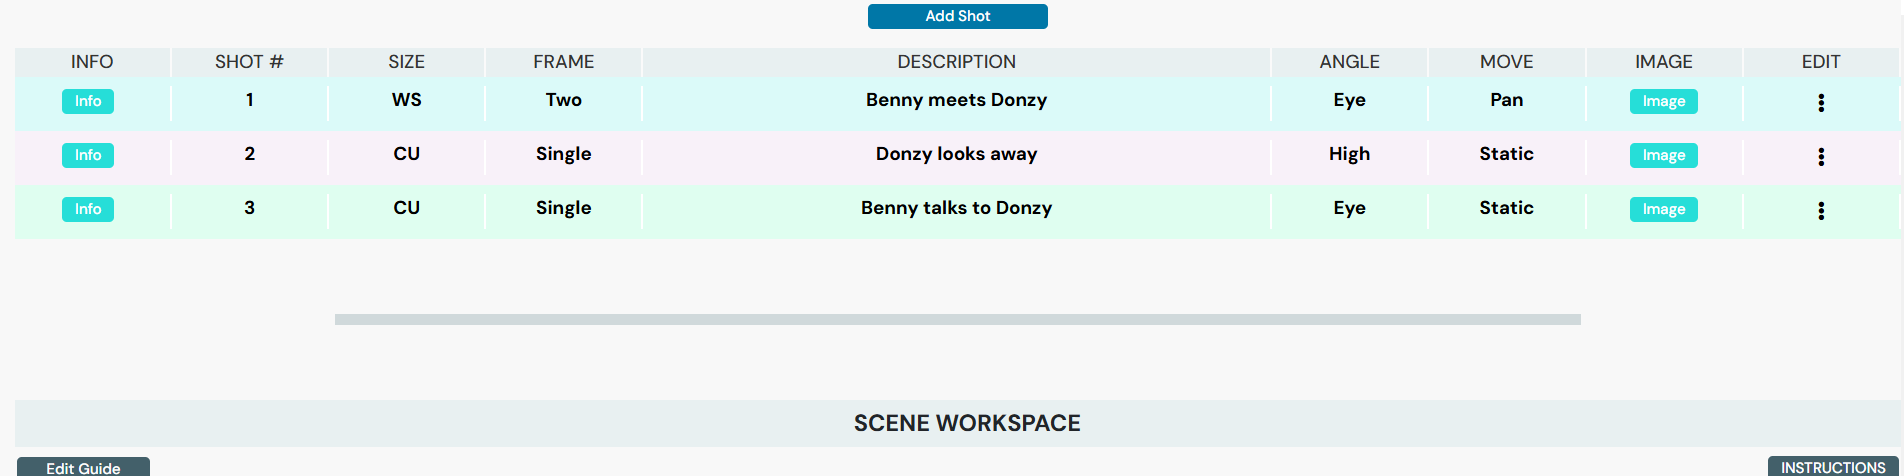 Add Shot
INFO SHOT # SIZE FRAME DESCRIPTION ANGLE MOVE IMAGE EDIT
Info 1 WS Two Benny meets Donzy Eye Pan Image
Info 2 CU Single Donzy looks away High Static Image
Info 3 CU Single Benny talks to Donzy Eye Static Image
SCENE WORKSPACE
Edit Guide INSTRUCTIONS